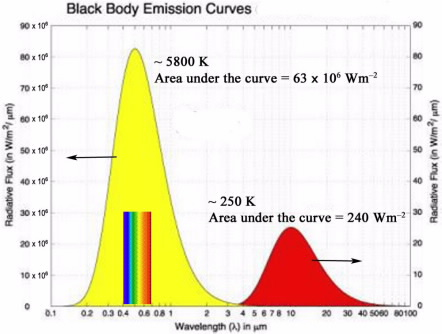 Black Body Emission Curves
90 x 10⁶
80 x 10⁶
70 x 10⁶
60 x 10⁶
50 x 10⁶
40 x 10⁶
30 x 10⁶
20 x 10⁶
10 x 10⁶
0
Radiative Flux (in W/m²/ µm)
~ 5800 K
Area under the curve = 63 x 10⁶ Wm⁻²
~ 250 K
Area under the curve = 240 Wm⁻²
90
80
70
60
50
40
30
20
10
0
Radiative Flux (in W/m²/ µm)
0.1 0.2 0.3 0.4 0.6 0.8 1 2 3 4 5 6 7 8 10 20 30 40 50 60 80 100
Wavelength (λ) in µm